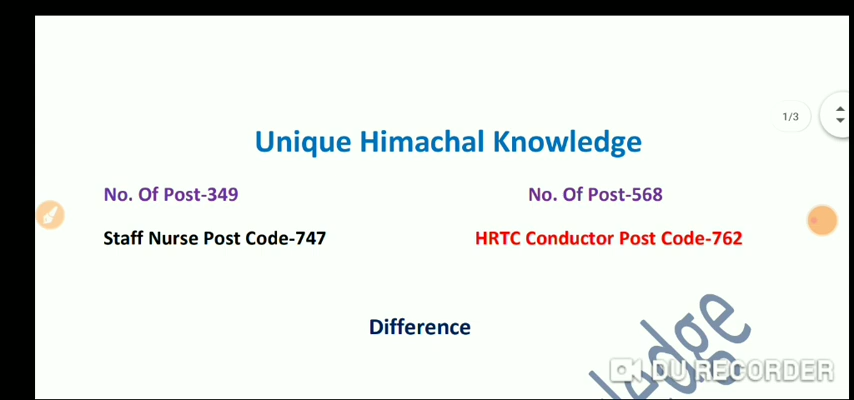 1/3
Unique Himachal Knowledge
No. Of Post-349
No. Of Post-568
Staff Nurse Post Code-747
HRTC Conductor Post Code-762
Difference
DU RECORDER